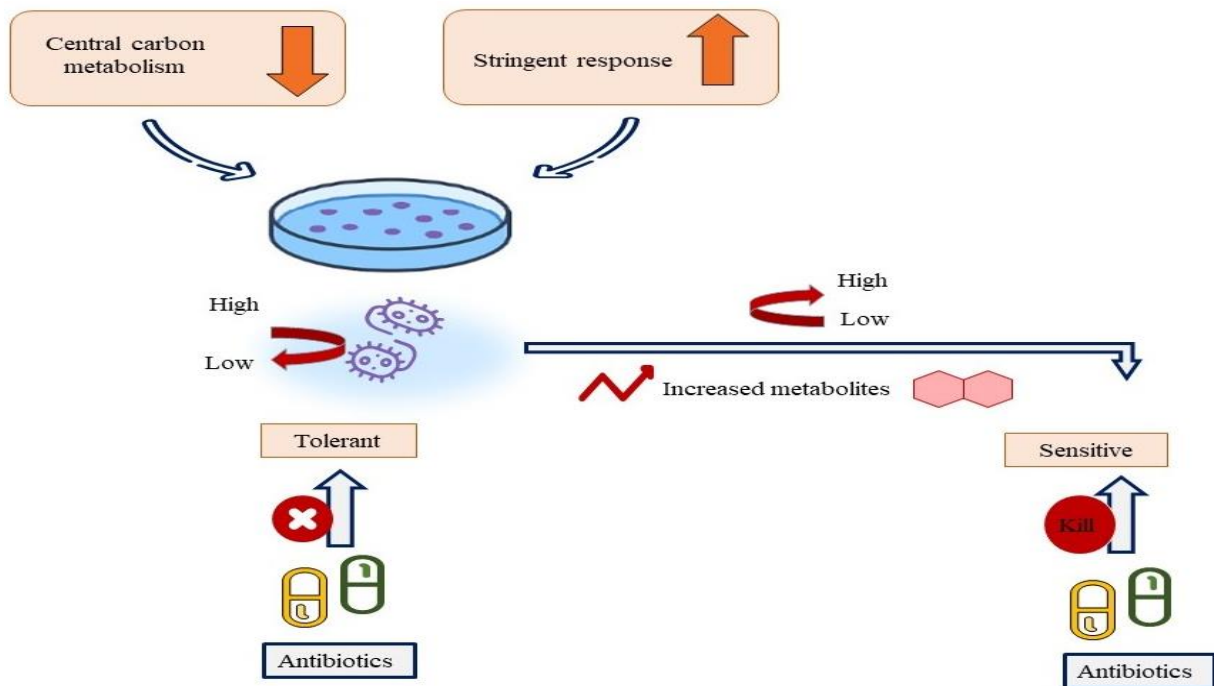 Central carbon
metabolism
Stringent response
High
Low
High
Low
Increased metabolites
Tolerant
Sensitive
Kill
Antibiotics
Antibiotics